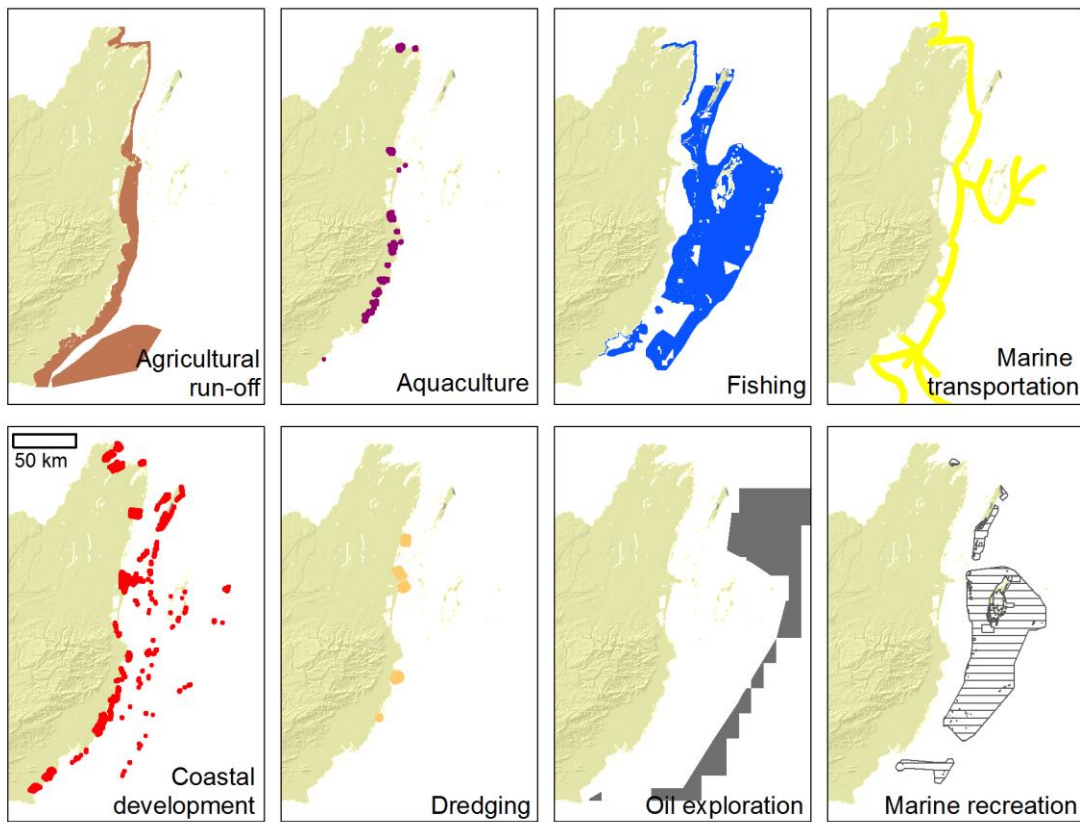 Agricultural
run-off
Aquaculture
Fishing
Marine
transportation
50 km
Coastal
development
Dredging
Oil exploration
Marine recreation